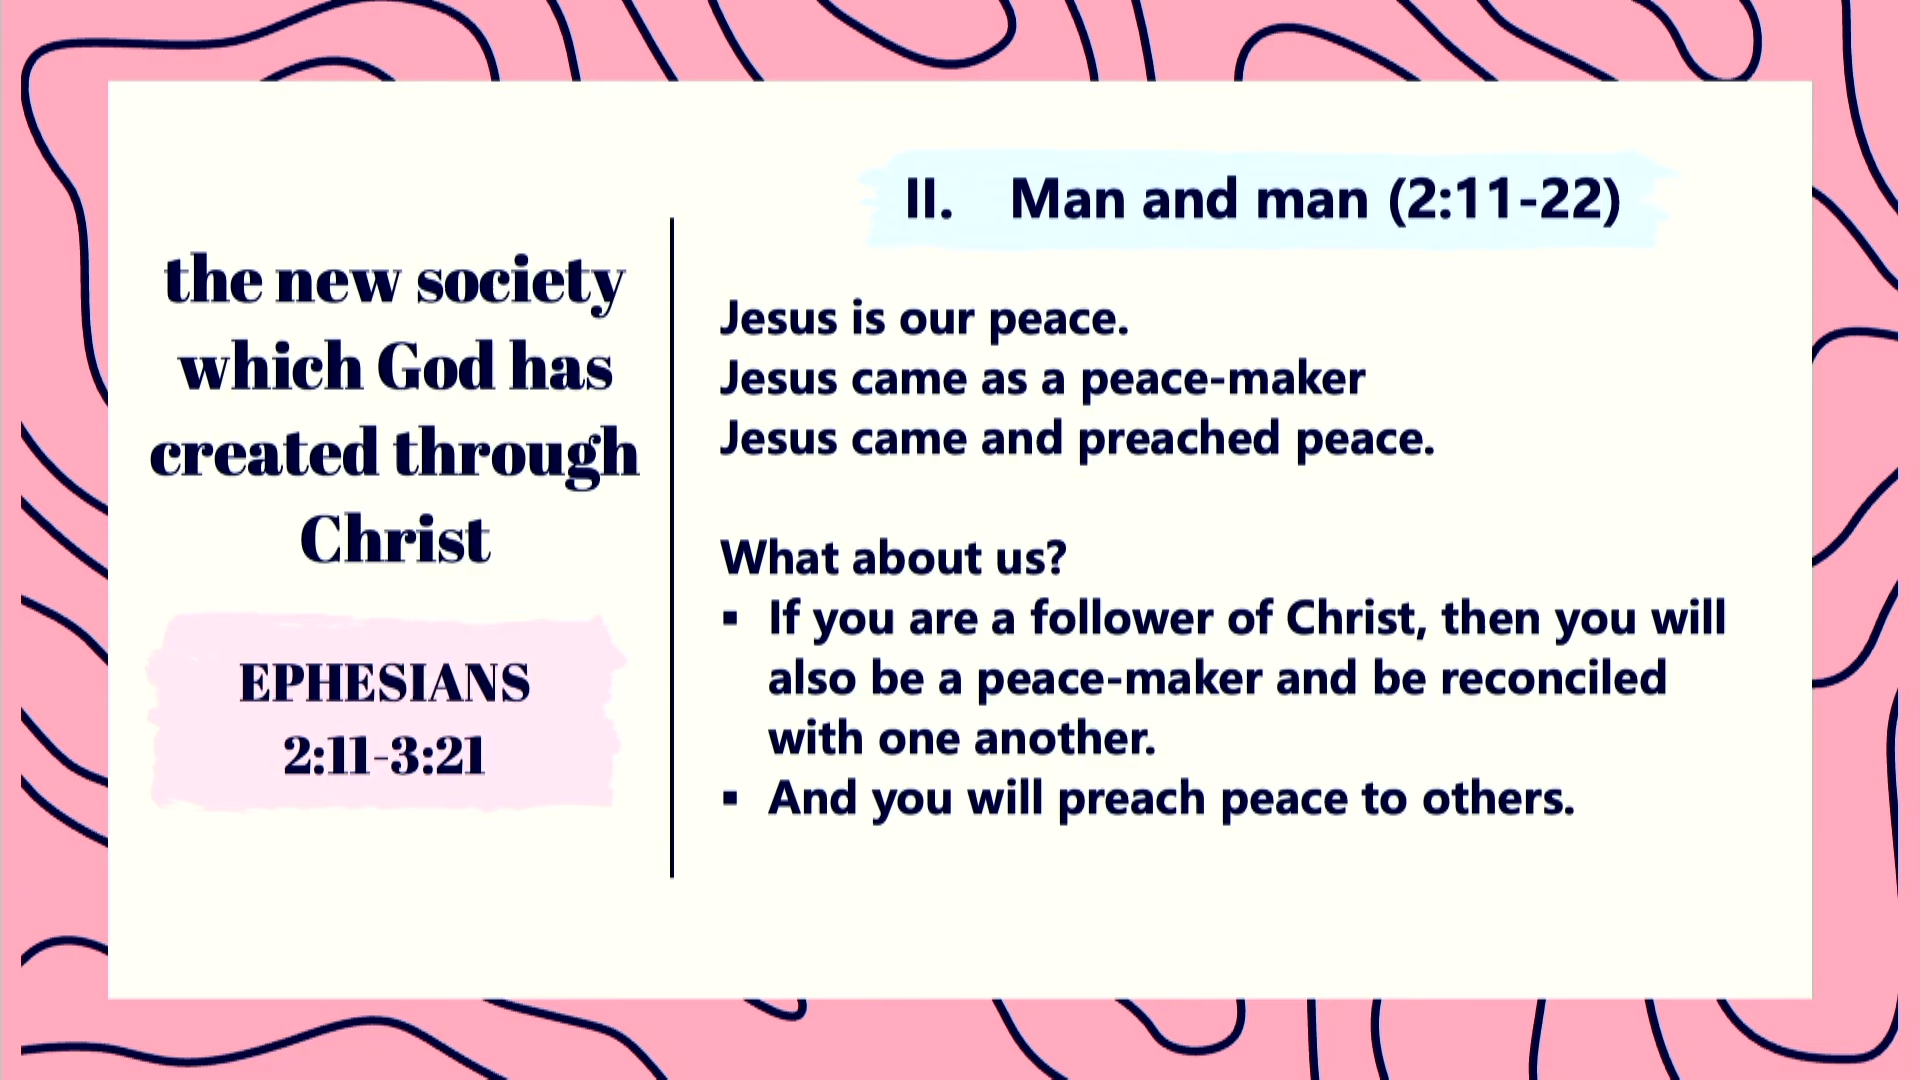 the new society
which God has
created through
Christ
EPHESIANS
2:11-3:21
II. Man and man (2:11-22)
Jesus is our peace.
Jesus came as a peace-maker
Jesus came and preached peace.
What about us?
▪ If you are a follower of Christ, then you will
also be a peace-maker and be reconciled
with one another.
▪ And you will preach peace to others.